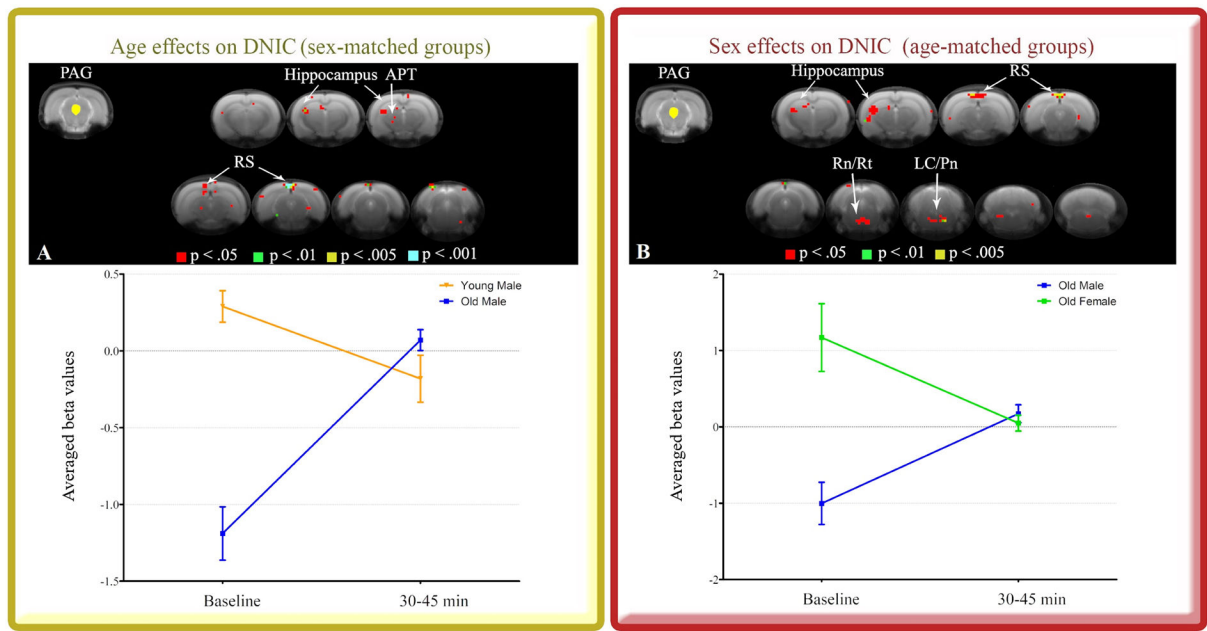 Age effects on DNIC (sex-matched groups)
PAG
Hippocampus APT
RS
A
p < .05 p < .01 p < .005 p < .001
0.5
0.0
-0.5
-1.0
-1.5
Averaged beta values
Young Male
Old Male
Baseline 30-45 min
Sex effects on DNIC (age-matched groups)
PAG
Hippocampus RS
Rn/Rt LC/Pn
B
p < .05 p < .01 p < .005
2
1
0
-1
-2
Averaged beta values
Old Male
Old Female
Baseline 30-45 min